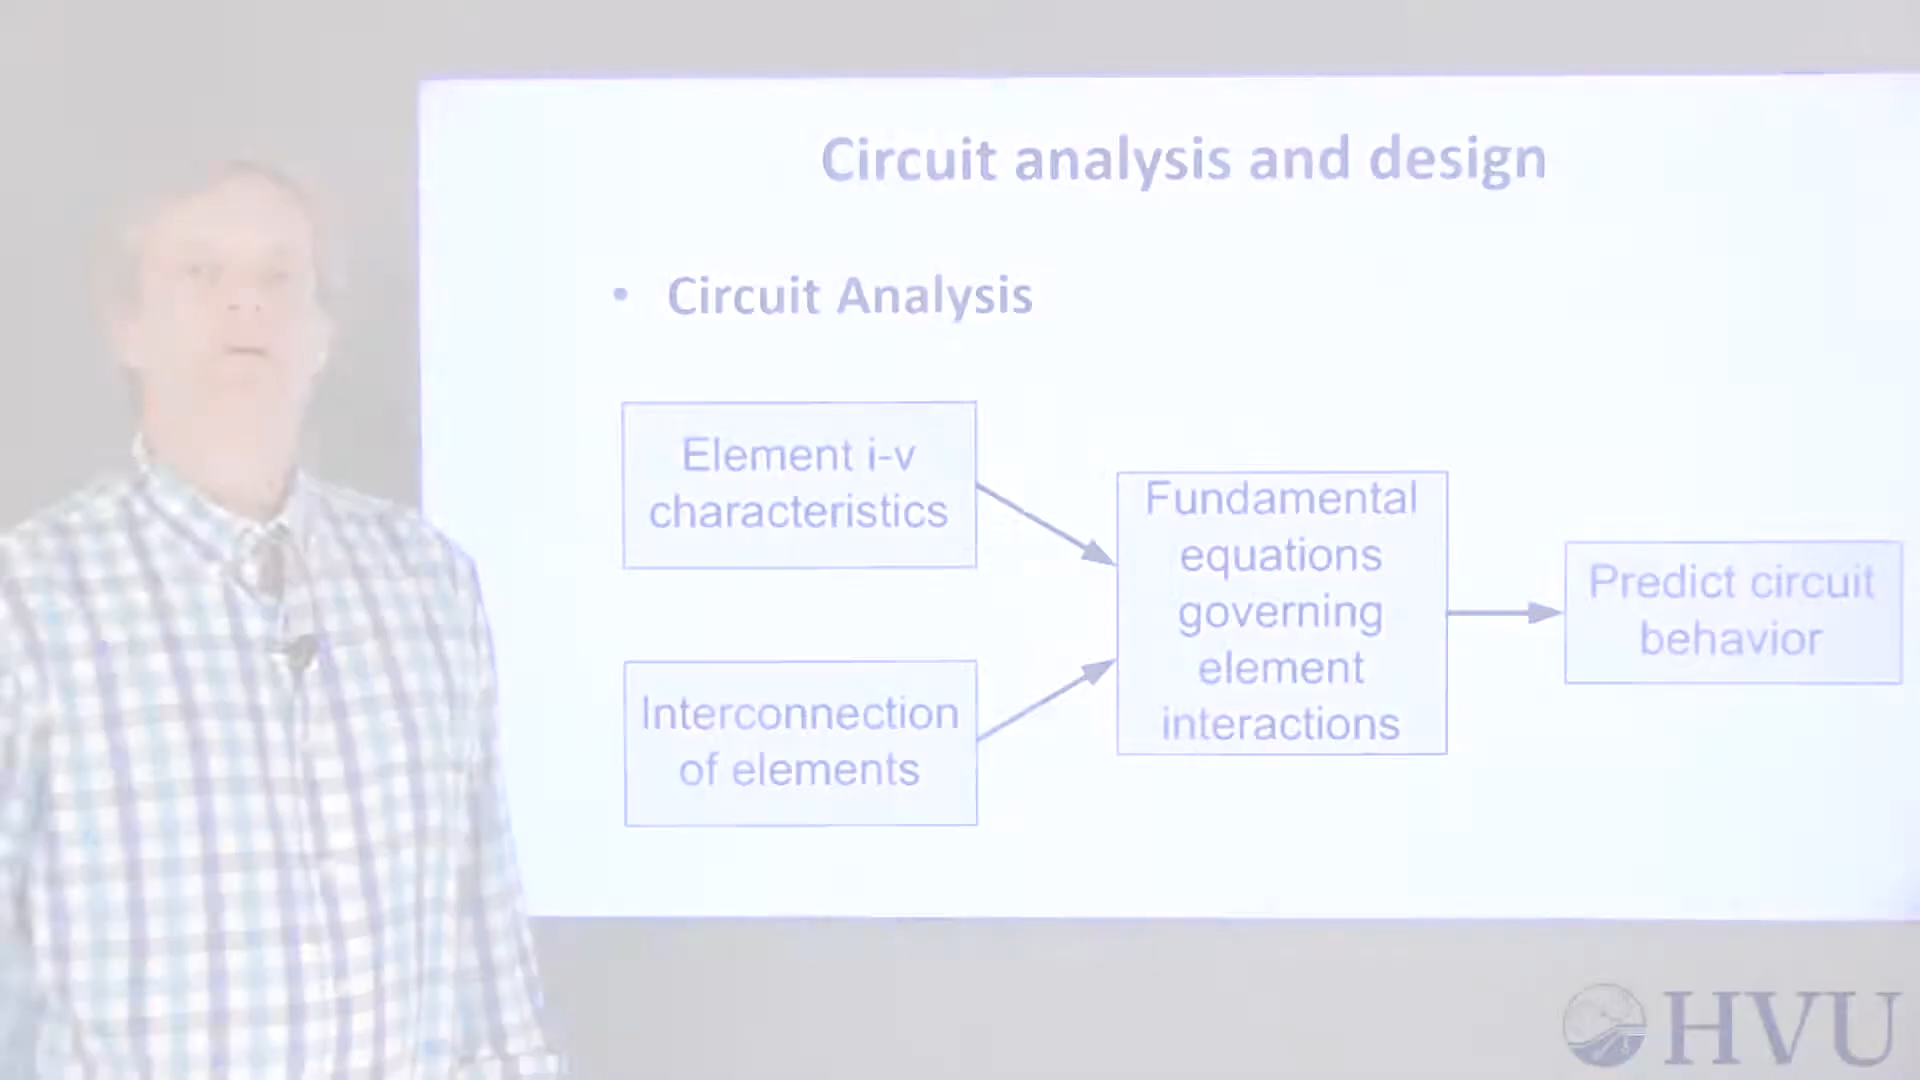 Circuit analysis and design
• Circuit Analysis
Element i-v
characteristics
Interconnection
of elements
Fundamental
equations
governing
element
interactions
Predict circuit
behavior
HVU